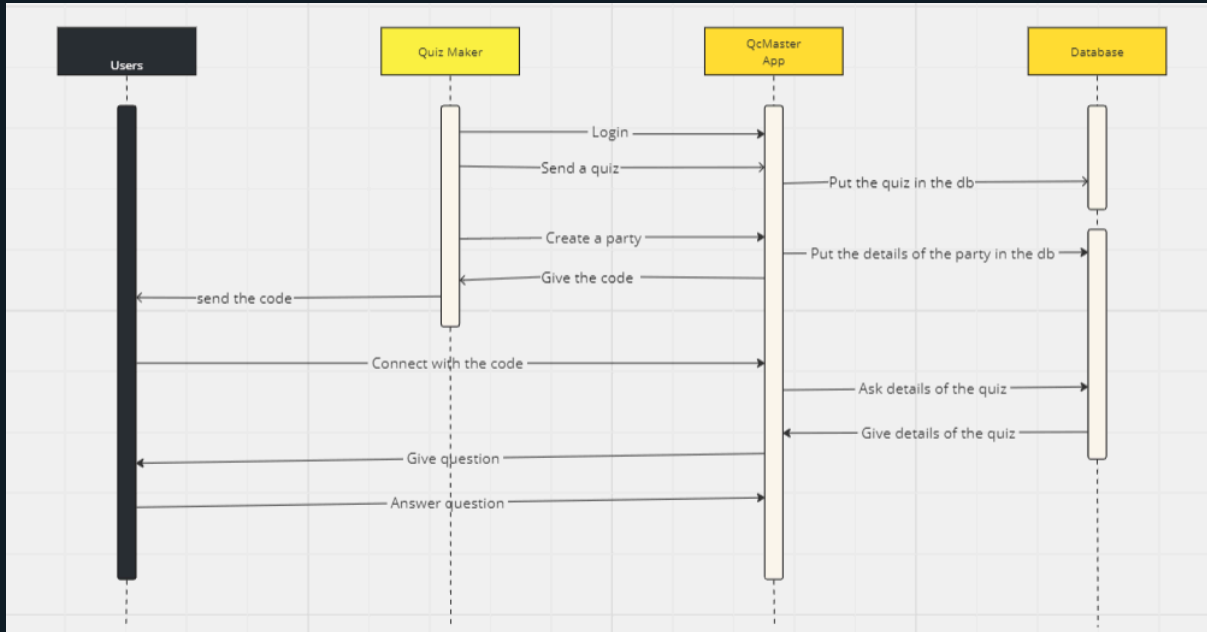 Users
Quiz Maker
QcMaster
App
Database
Login
Send a quiz
Put the quiz in the db
Create a party
Put the details of the party in the db
Give the code
send the code
Connect with the code
Ask details of the quiz
Give details of the quiz
Give question
Answer question